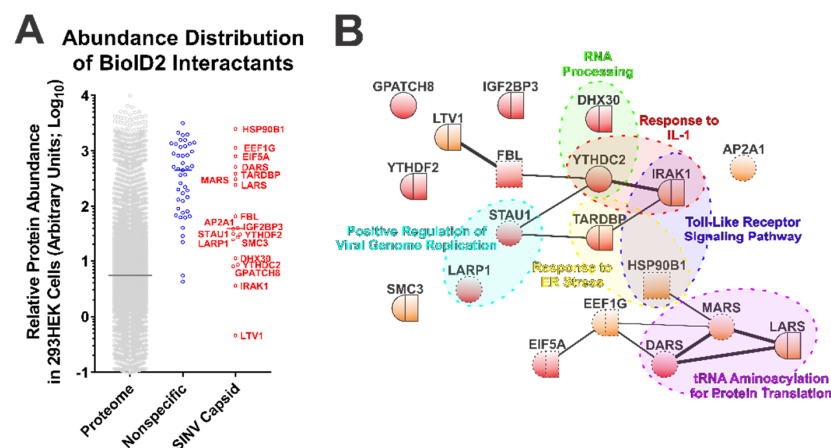 A
Abundance Distribution
of BioID2 Interactants
Relative Protein Abundance
in 293HEK Cells (Arbitrary Units; Log10)
4
3
2
1
0
-1
HSP90B1
EEF1G
EIF5A
DARS
MARS TARDBP
LARS
FBL
AP2A1 IGF2BP3
STAU1 YTHDF2
LARP1 SMC3
DHX30
YTHDC2
GPATCH8
IRAK1
LTV1
Proteome
Nonspecific
SINV Capsid
B
RNA
Processing
GPATCH8
IGF2BP3
DHX30
LTV1
Response to
IL-1
AP2A1
FBL
YTHDC2
IRAK1
YTHDF2
STAU1
TARDBP
Positive Regulation of
Viral Genome Replication
Toll-Like Receptor
Signaling Pathway
LARP1
Response to
ER Stress
HSP90B1
SMC3
EEF1G
MARS
LARS
EIF5A
DARS
tRNA Aminoacylation
for Protein Translation